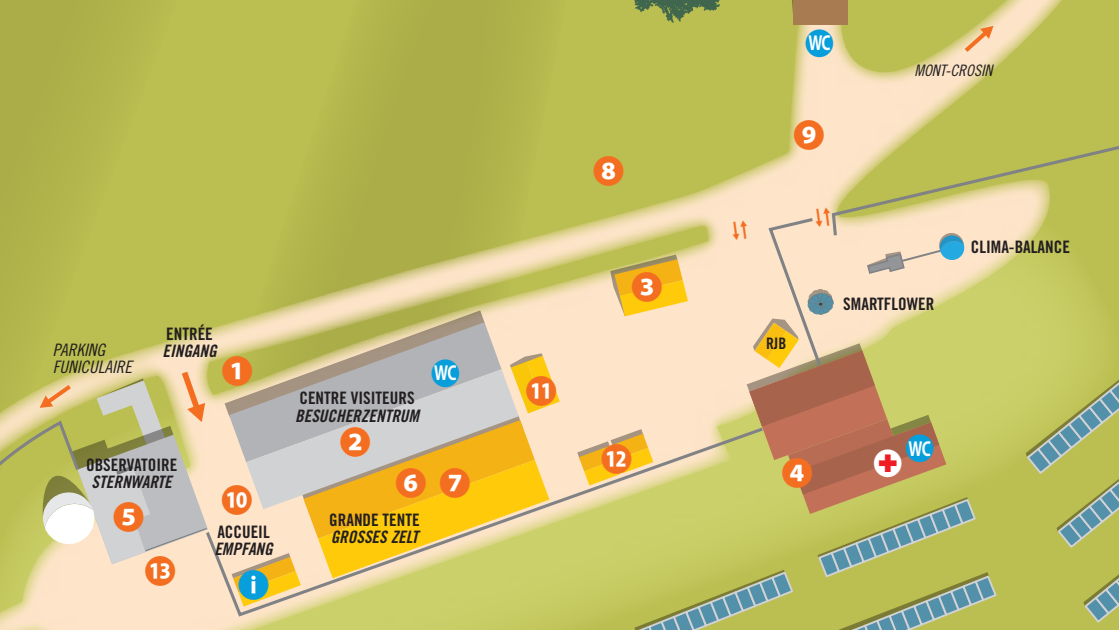 WC
MONT-CROSIN
9
8
CLIMA-BALANCE
3
SMARTFLOWER
ENTRÉE
EINGANG
PARKING
FUNICULAIRE
RJB
1
WC
11
CENTRE VISITEURS
BESUCHERZENTRUM
2
12
WC
4
OBSERVATOIRE
STERNWARTE
6
7
10
5
GRANDE TENTE
GROSSES ZELT
ACCUEIL
EMPFANG
13
i